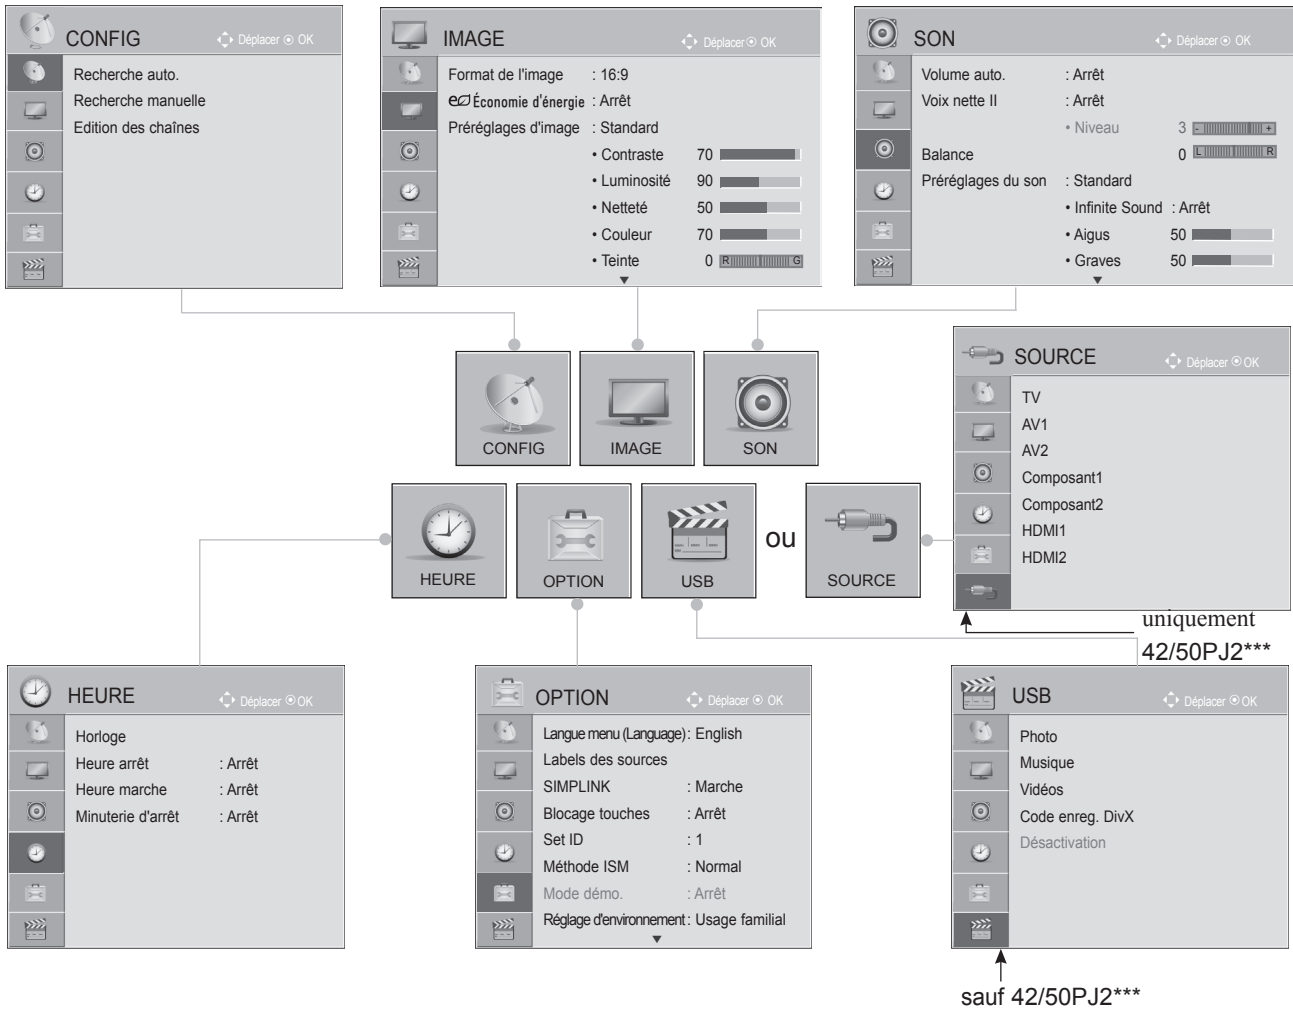 CONFIG
Déplacer OK
Recherche auto.
Recherche manuelle
Edition des chaînes
IMAGE
Déplacer OK
Format de l'image : 16:9
e Économie d'énergie : Arrêt
Préréglages d'image : Standard
• Contraste 70
• Luminosité 90
• Netteté 50
• Couleur 70
• Teinte 0 R G
SON
Déplacer OK
Volume auto. : Arrêt
Voix nette II : Arrêt
• Niveau 3 - +
Balance 0 L R
Préréglages du son : Standard
• Infinite Sound : Arrêt
• Aigus 50
• Graves 50
CONFIG
IMAGE
SON
HEURE
OPTION
USB
ou
SOURCE
SOURCE
Déplacer OK
TV
AV1
AV2
Composant1
Composant2
HDMI1
HDMI2
uniquement
42/50PJ2***
HEURE
Déplacer OK
Horloge
Heure arrêt : Arrêt
Heure marche : Arrêt
Minuterie d'arrêt : Arrêt
OPTION
Déplacer OK
Langue menu (Language) : English
Labels des sources
SIMPLINK : Marche
Blocage touches : Arrêt
Set ID : 1
Méthode ISM : Normal
Mode démo. : Arrêt
Réglage d'environnement : Usage familial
USB
Déplacer OK
Photo
Musique
Vidéos
Code enreg. DivX
Désactivation
sauf 42/50PJ2***